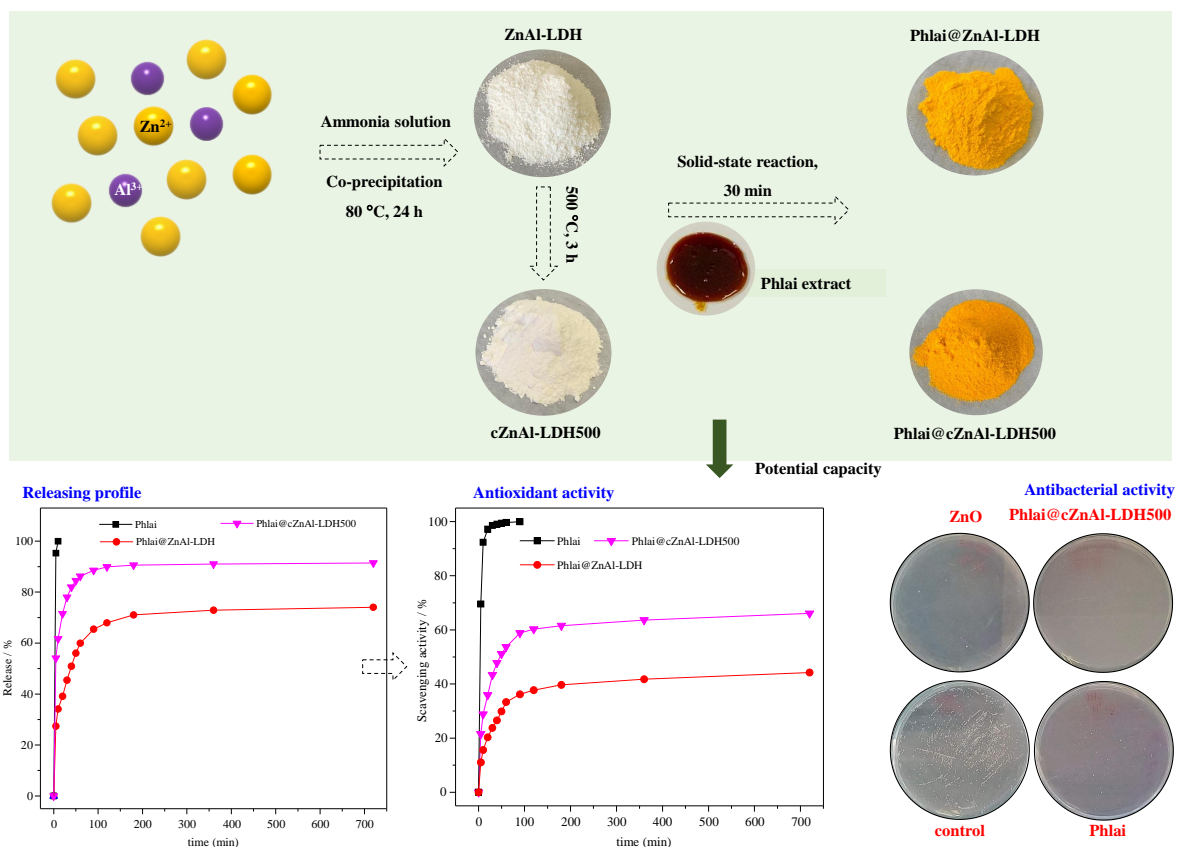 ZnAl-LDH
Phlai@ZnAl-LDH
Zn2+
Al3+
Ammonia solution
Co-precipitation
80 °C, 24 h
500 °C, 3 h
Solid-state reaction,
30 min
Phlai extract
cZnAl-LDH500
Phlai@cZnAl-LDH500
Potential capacity
Releasing profile
Phlai
Phlai@cZnAl-LDH500
Phlai@ZnAl-LDH
Release / %
100
80
60
40
20
0
0 100 200 300 400 500 600 700
time (min)
Antioxidant activity
Phlai
Phlai@cZnAl-LDH500
Phlai@ZnAl-LDH
Scavenging activity / %
100
80
60
40
20
0
0 100 200 300 400 500 600 700
time (min)
Antibacterial activity
ZnO
Phlai@cZnAl-LDH500
control
Phlai